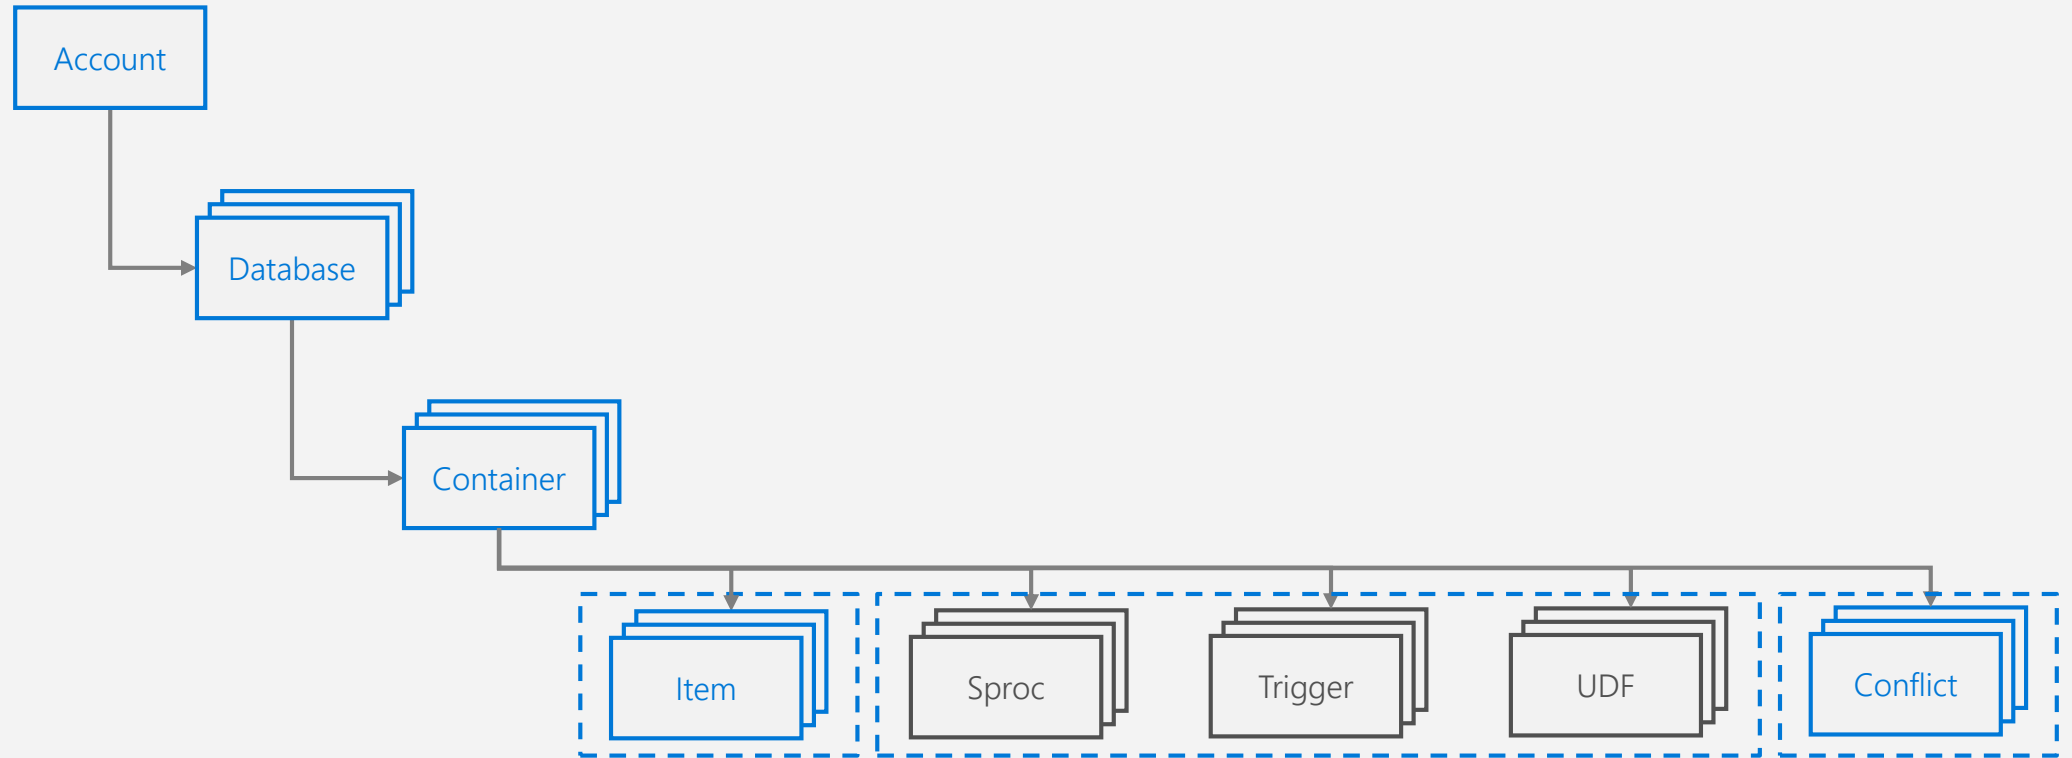 Account
Database
Container
Item
Sproc
Trigger
UDF
Conflict